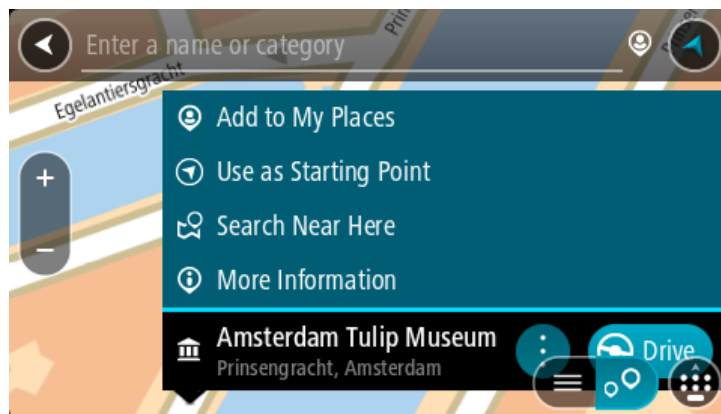 Enter a name or category
Egelantiersgracht
Add to My Places
Use as Starting Point
Search Near Here
More Information
Amsterdam Tulip Museum
Prinsengracht, Amsterdam
Drive